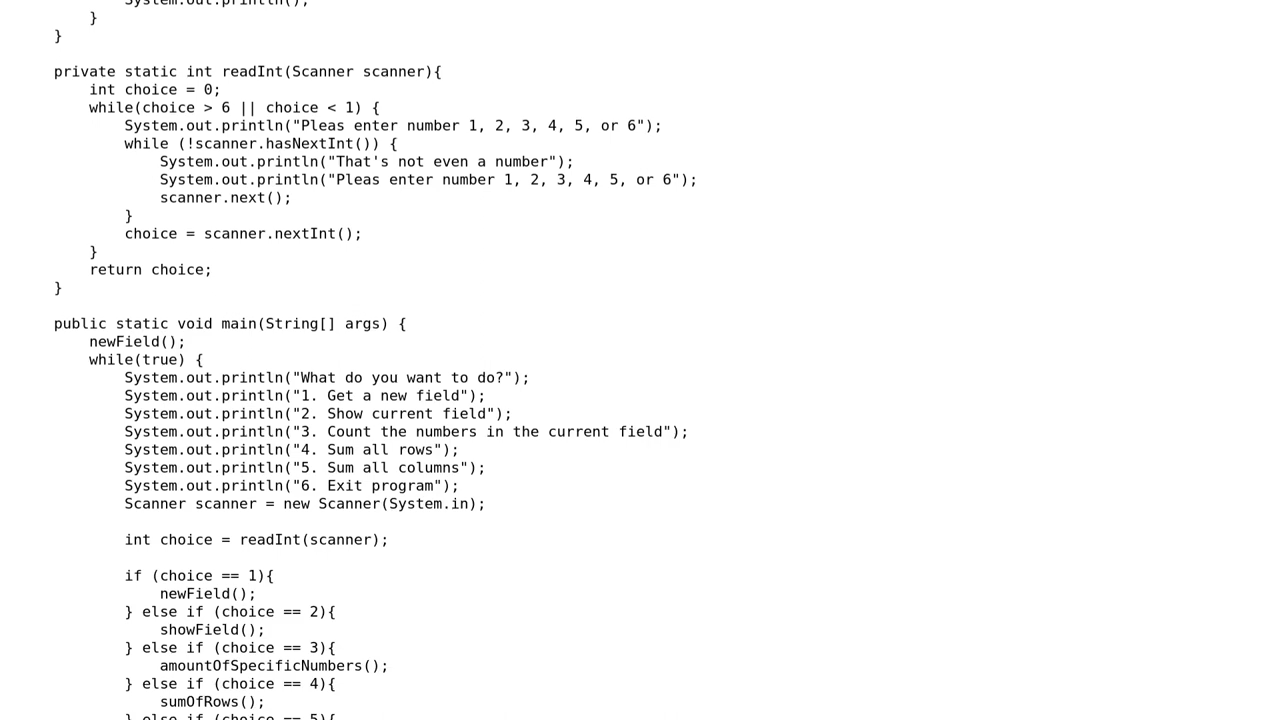 System.out.println();
    }
}

private static int readInt(Scanner scanner){
    int choice = 0;
    while(choice > 6 || choice < 1) {
        System.out.println("Pleas enter number 1, 2, 3, 4, 5, or 6");
        while (!scanner.hasNextInt()) {
            System.out.println("That's not even a number");
            System.out.println("Pleas enter number 1, 2, 3, 4, 5, or 6");
            scanner.next();
        }
        choice = scanner.nextInt();
    }
    return choice;
}

public static void main(String[] args) {
    newField();
    while(true) {
        System.out.println("What do you want to do?");
        System.out.println("1. Get a new field");
        System.out.println("2. Show current field");
        System.out.println("3. Count the numbers in the current field");
        System.out.println("4. Sum all rows");
        System.out.println("5. Sum all columns");
        System.out.println("6. Exit program");
        Scanner scanner = new Scanner(System.in);

        int choice = readInt(scanner);

        if (choice == 1){
            newField();
        } else if (choice == 2){
            showField();
        } else if (choice == 3){
            amountOfSpecificNumbers();
        } else if (choice == 4){
            sumOfRows();
        } else if (choice == 5){